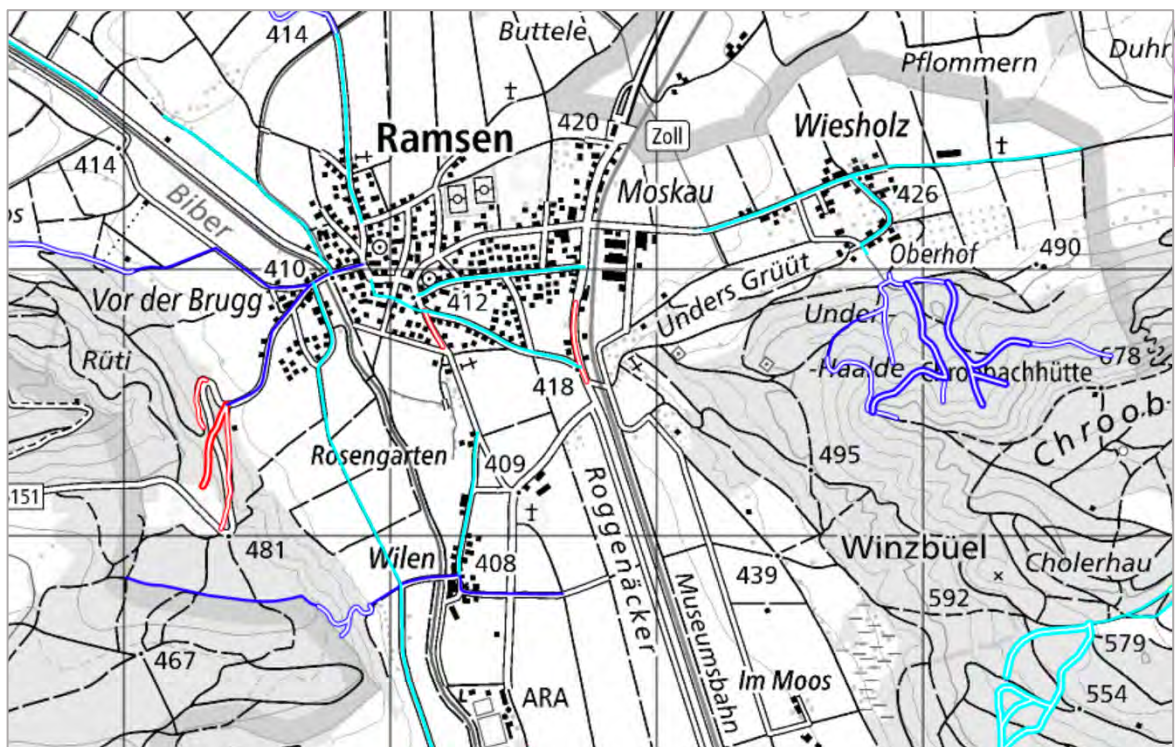 414
Buttele
Duhr
Pflommern
Ramsen
420
Zoll
Wiesholz
414
Biber
Moskau
426
os
410
412
Oberhof
490
Vor der Brugg
Unders Grüüt
Under-
-Haalde
Rüti
418
678
Chroobachhütte
Chroob
Rosengarten
409
495
151
Roggenäcker
481
Wilen
408
Winzbüel
439
Cholerhau
592
467
Museumsbahn
579
Im Moos
554
ARA